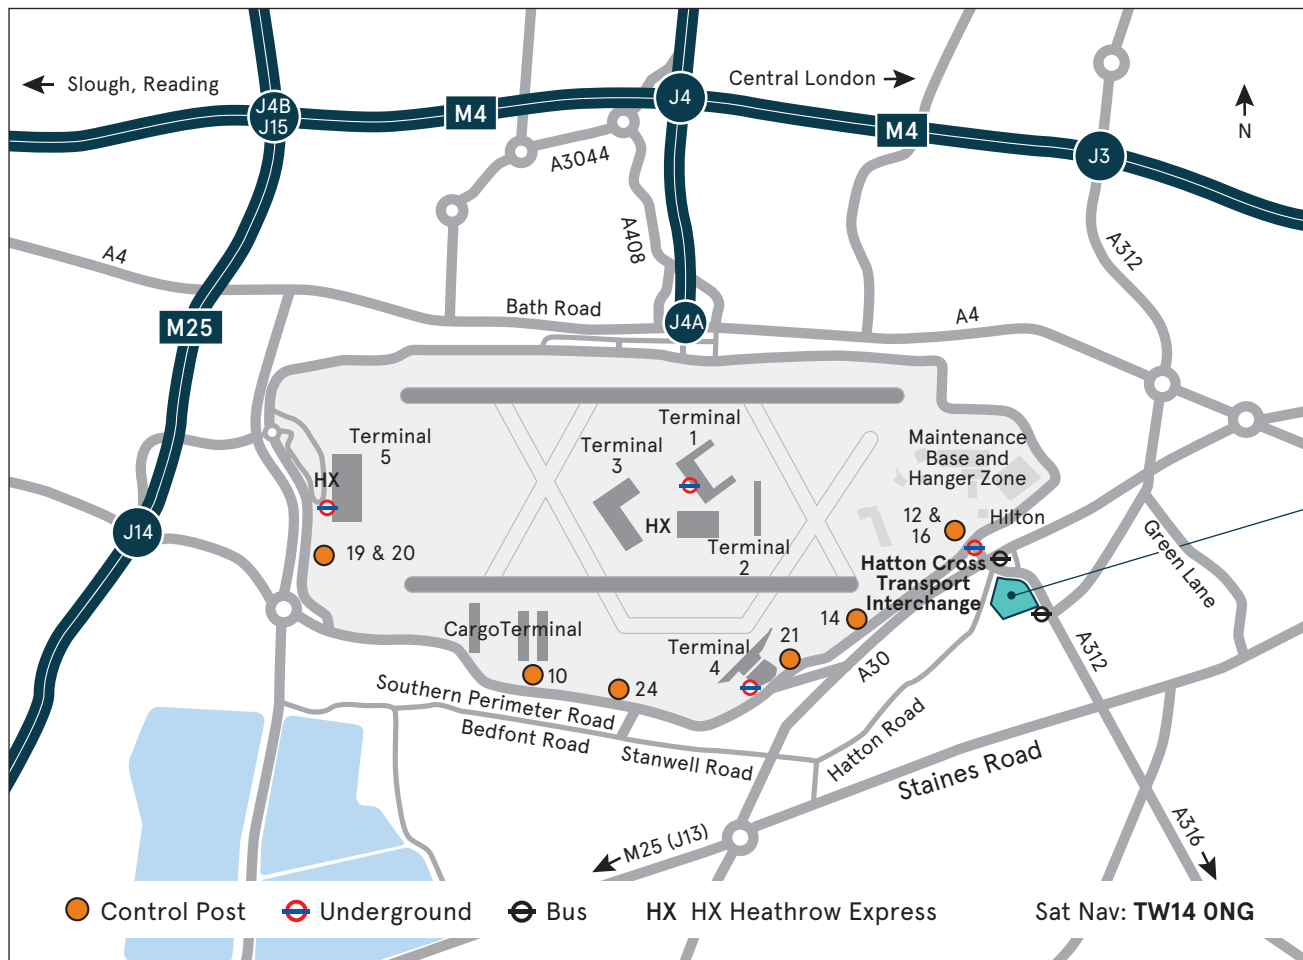 Slough, Reading
Central London
N
J4B
J15
M4
J4
M4
J3
A3044
A408
A312
A4
Bath Road
A4
M25
J4A
Terminal
5
HX
Terminal
3
Terminal
1
HX
Terminal
2
Maintenance
Base and
Hanger Zone
12 &
16
Hilton
Hatton Cross
Transport
Interchange
Green Lane
J14
19 & 20
CargoTerminal
10
24
Terminal
4
21
14
A30
A312
Southern Perimeter Road
Bedfont Road
Stanwell Road
Hatton Road
Staines Road
M25 (J13)
A316
Control Post
Underground
Bus
HX HX Heathrow Express
Sat Nav: TW14 0NG